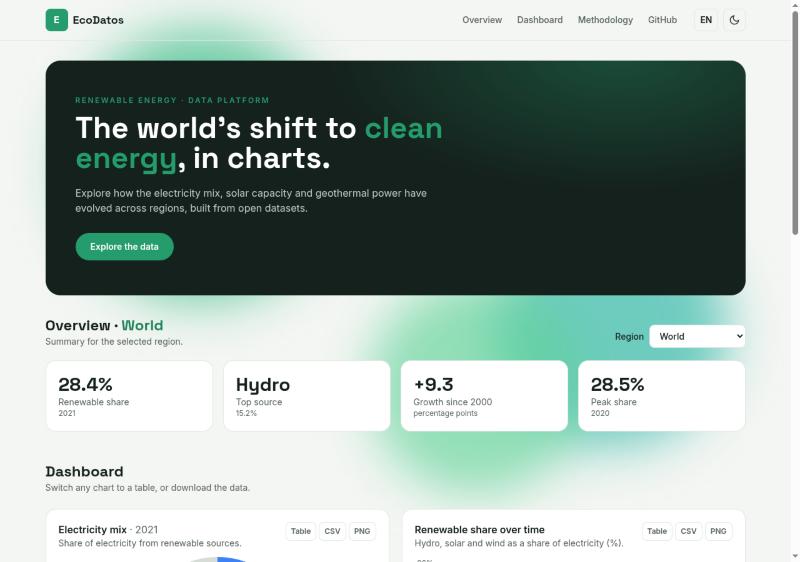 E EcoDatos
Overview Dashboard Methodology GitHub EN
RENEWABLE ENERGY · DATA PLATFORM
The world's shift to clean
energy, in charts.
Explore how the electricity mix, solar capacity and geothermal power have
evolved across regions, built from open datasets.
Explore the data
Overview · World
Summary for the selected region.
Region World
28.4%
Renewable share
2021
Hydro
Top source
15.2%
+9.3
Growth since 2000
percentage points
28.5%
Peak share
2020
Dashboard
Switch any chart to a table, or download the data.
Electricity mix · 2021
Table CSV PNG
Share of electricity from renewable sources.
Renewable share over time
Table CSV PNG
Hydro, solar and wind as a share of electricity (%).